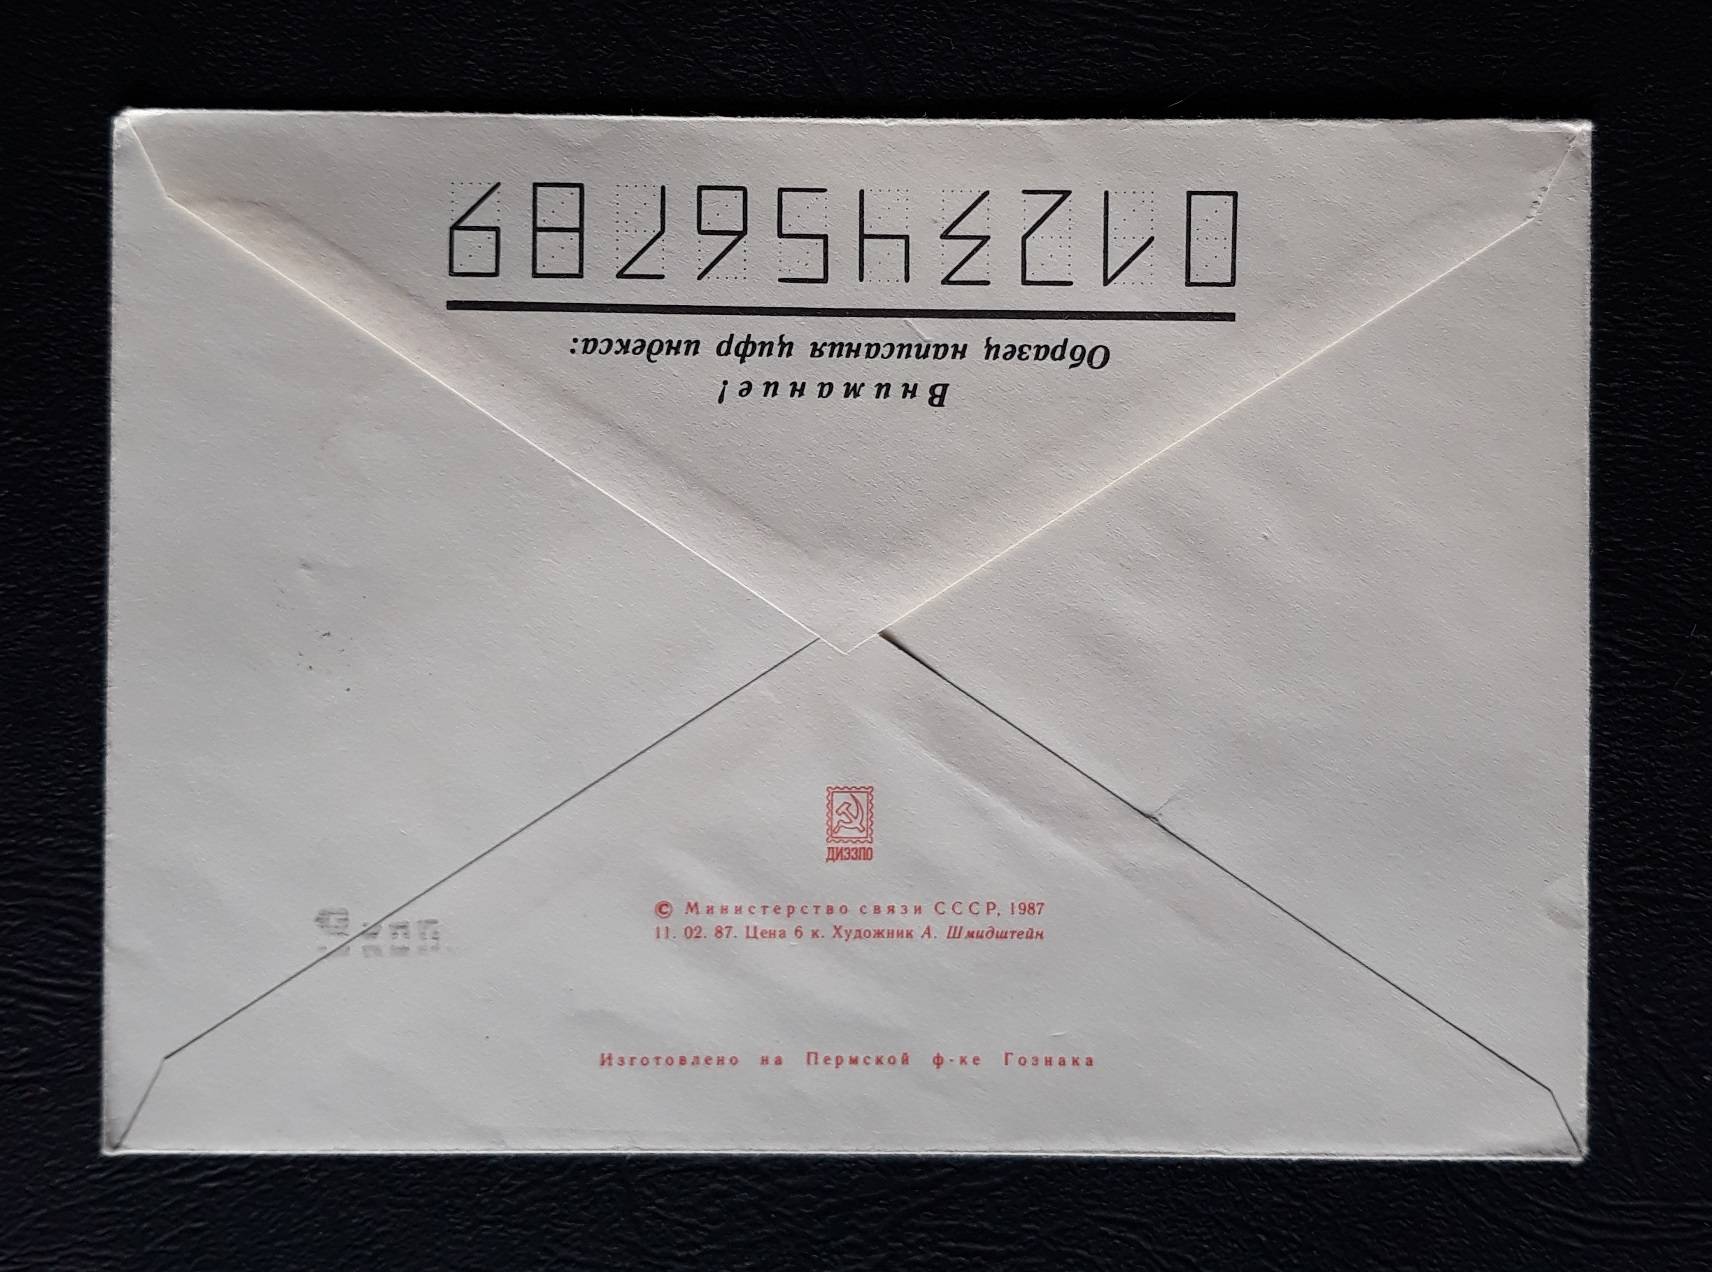 Внимание!
Образец написания цифр индекса:
0123456789
ДИЭЗПО
© Министерство связи СССР, 1987
11. 02. 87. Цена 6 к. Художник А. Шмидштейн
Изготовлено на Пермской ф-ке Гознака